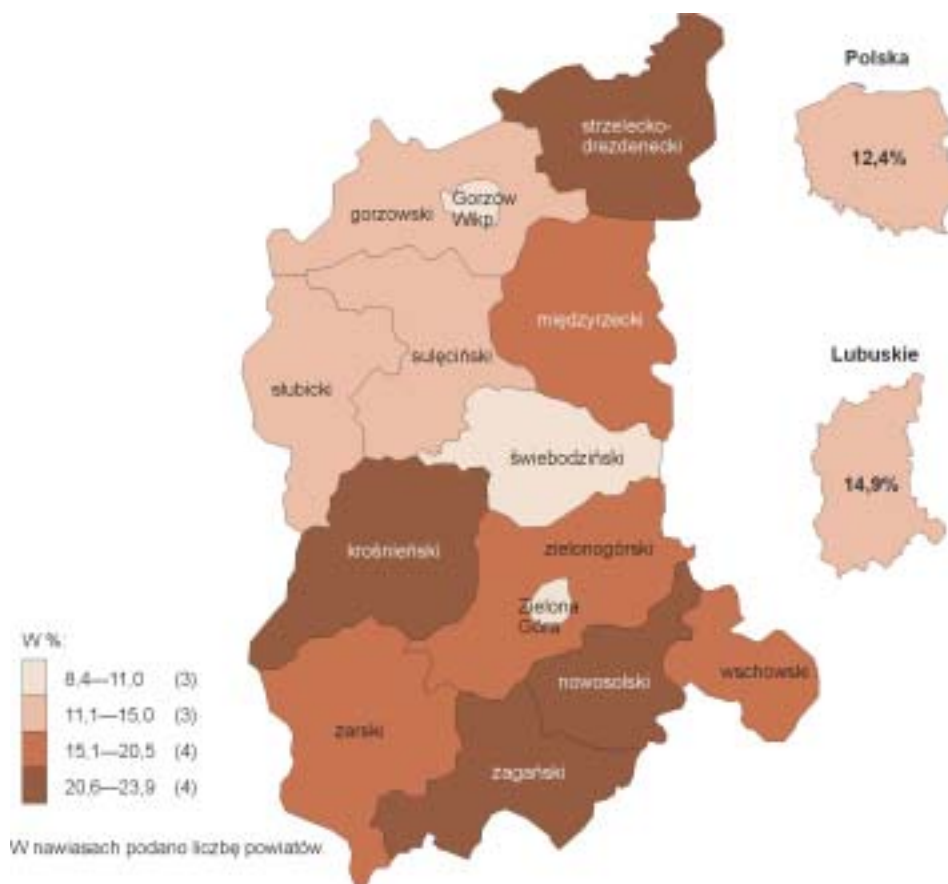 Polska
12,4%
strzelecko-
drezdenecki
Gorzów
Wlkp.
gorzowski
międzyrzecki
Lubuskie
14,9%
sulęciński
słubicki
świebodziński
krośnieński
zielonogórski
Zielona
Góra
nowosolski
wschowski
żarski
żagański
W %:
8,4—11,0 (3)
11,1—15,0 (3)
15,1—20,5 (4)
20,6—23,9 (4)
W nawiasach podano liczbę powiatów.